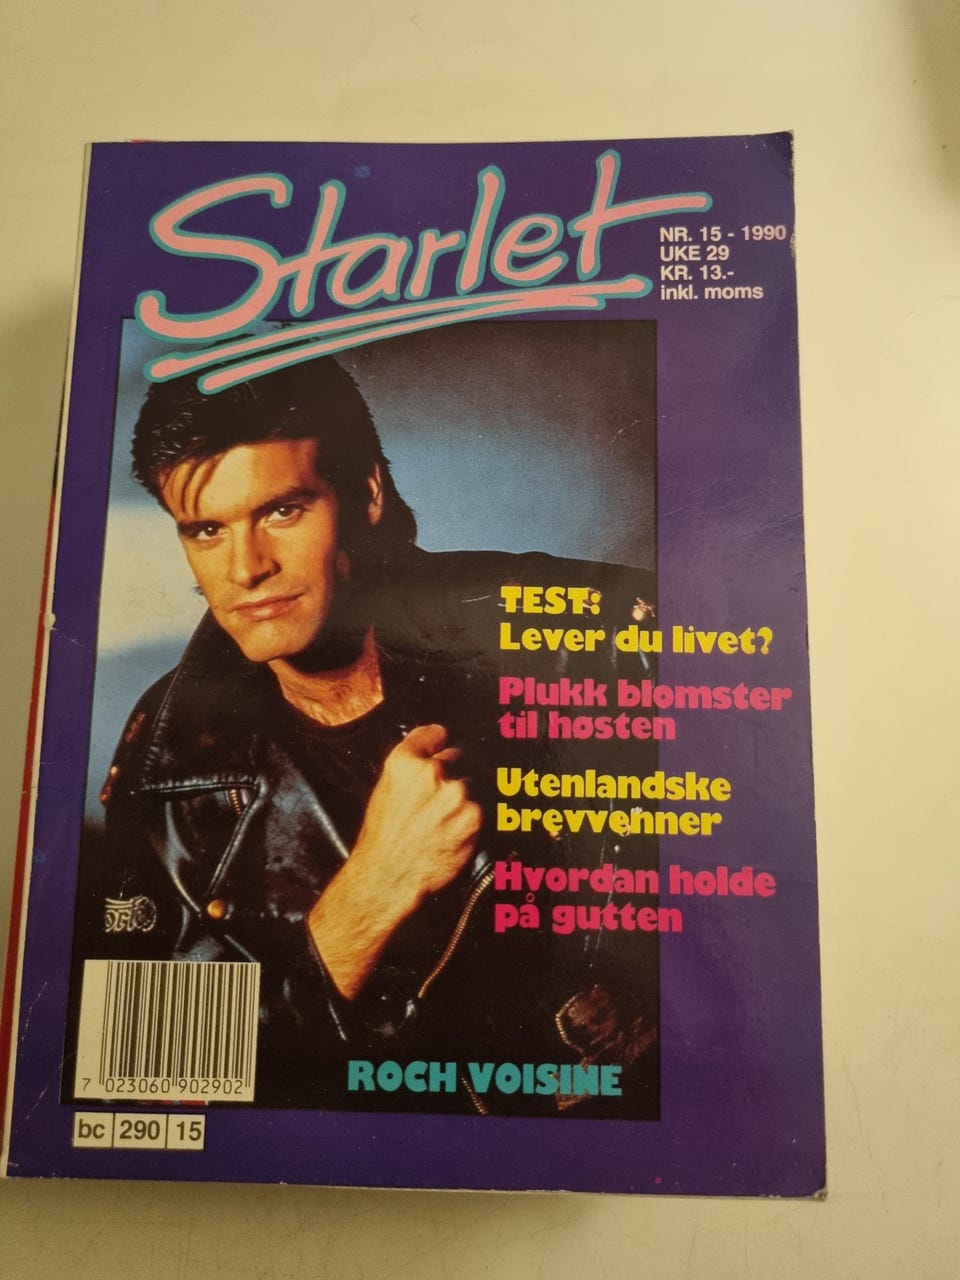 Starlet
NR. 15 - 1990
UKE 29
KR. 13.-
inkl. moms
TEST:
Lever du livet?
Plukk blomster
til høsten
Utenlandske
brevvenner
Hvordan holde
på gutten
ROCH VOISINE
7 023060 902902
bc 290 15